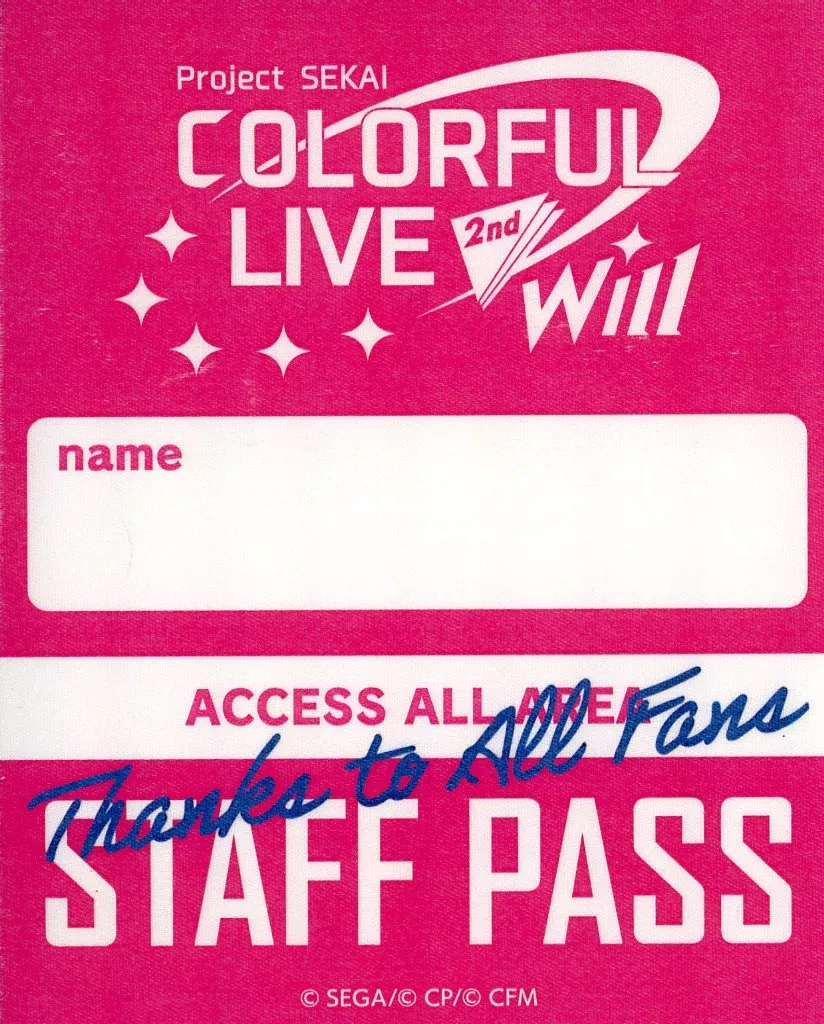 Project SEKAI
COLORFUL
LIVE 2nd
Will
name
ACCESS ALL AREA
Thanks to All Fans
STAFF PASS
© SEGA/© CP/© CFM